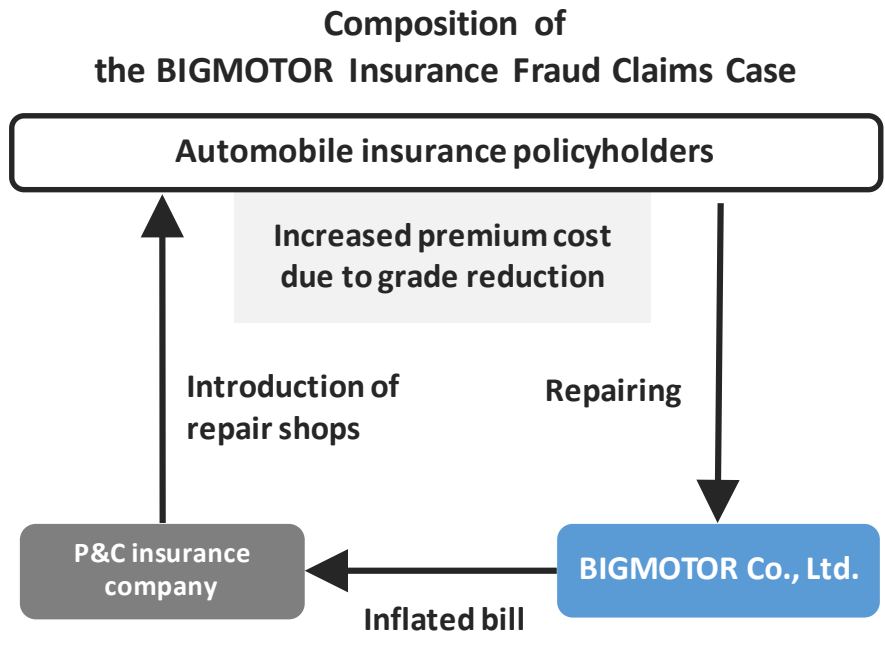 Composition of
the BIGMOTOR Insurance Fraud Claims Case
Automobile insurance policyholders
Increased premium cost
due to grade reduction
Introduction of
repair shops
Repairing
P&C insurance
company
BIGMOTOR Co., Ltd.
Inflated bill